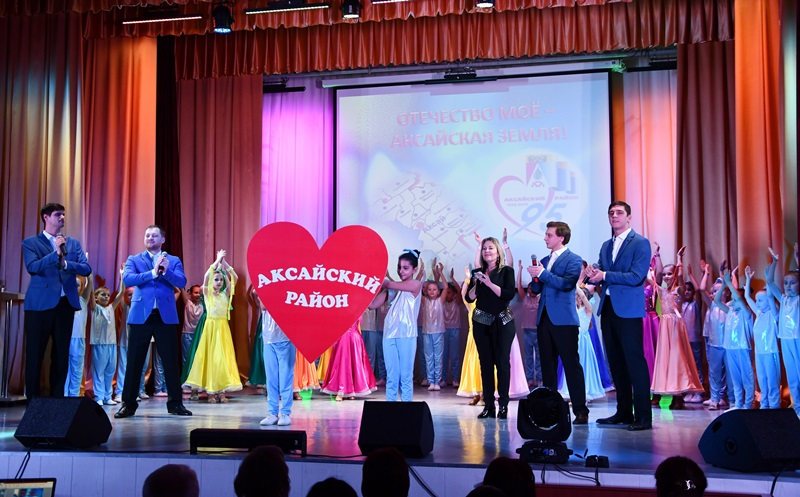 ОТЕЧЕСТВО МОЁ -
АКСАЙСКАЯ ЗЕМЛЯ!
АКСАЙСКИЙ РАЙОН
АКСАЙСКИЙ
РАЙОН